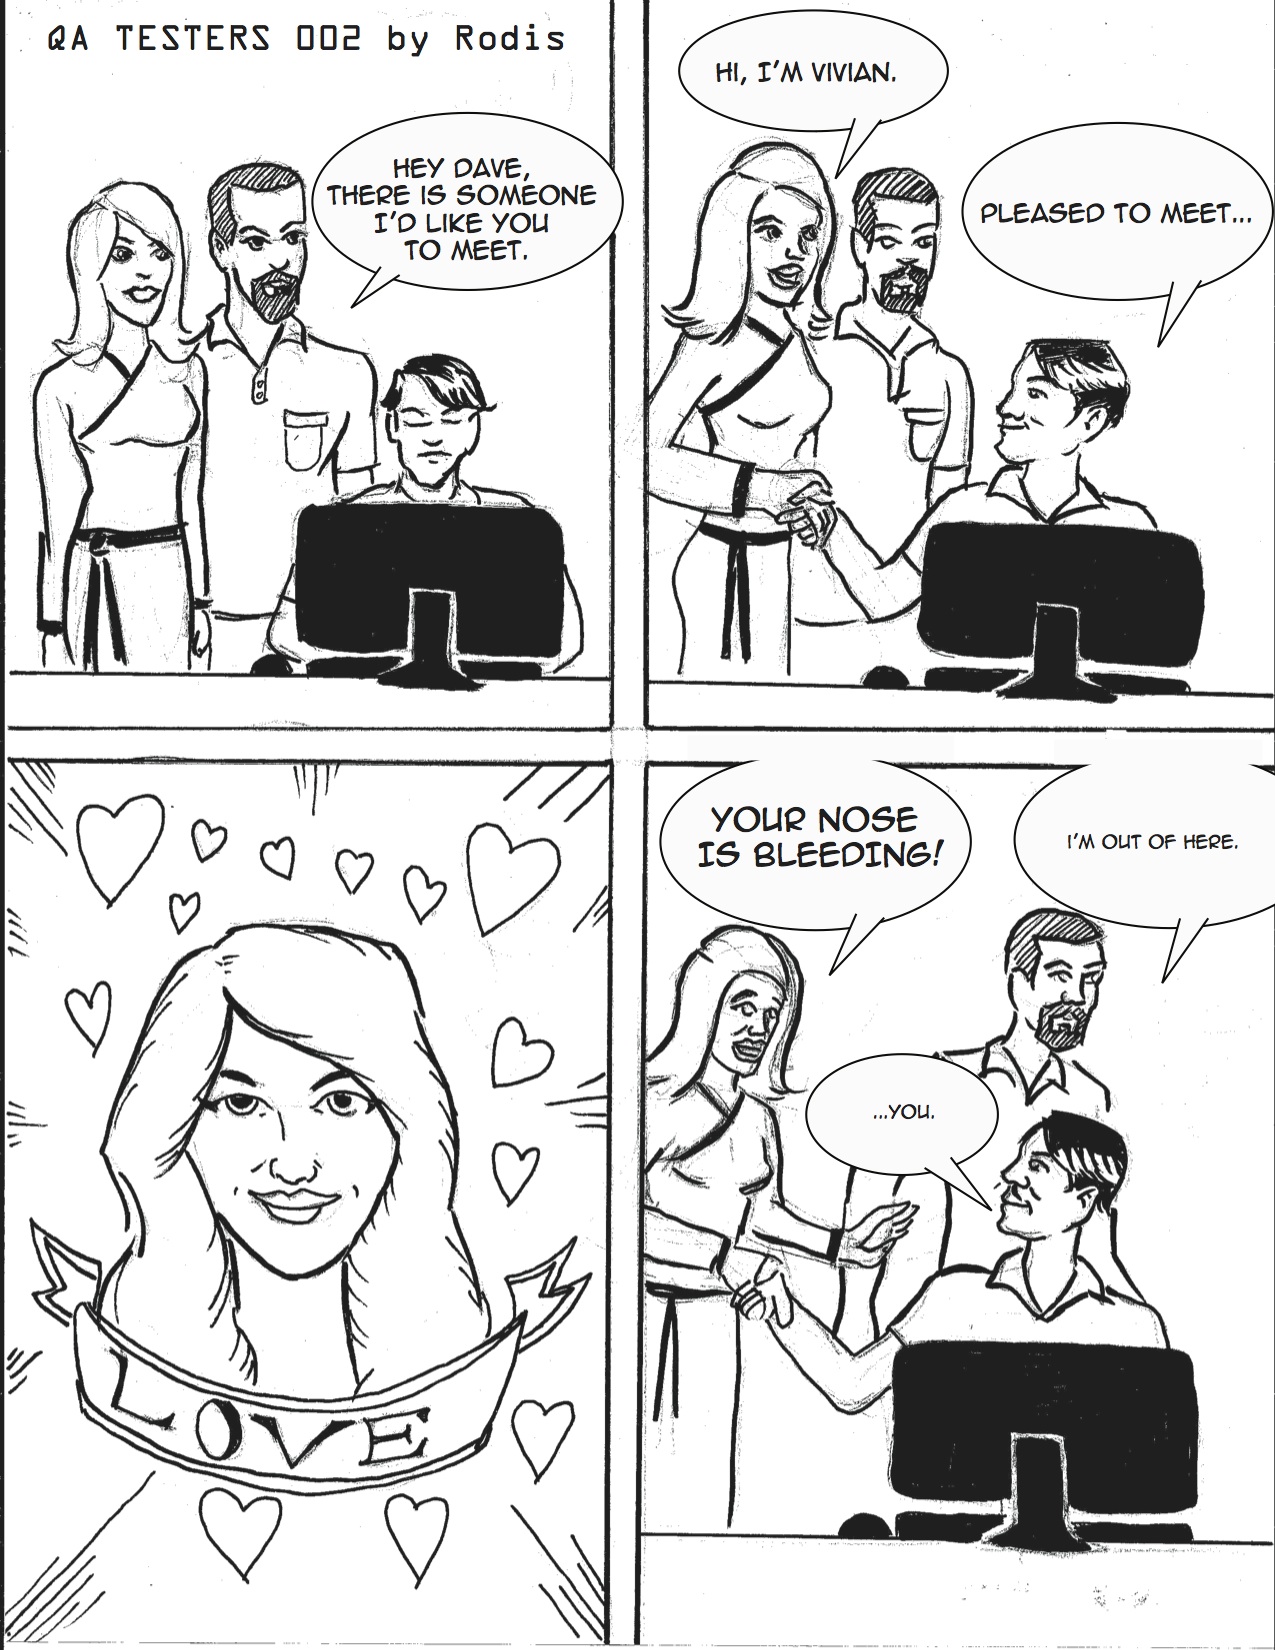 QA TESTERS 002 by Rodis
HEY DAVE,
THERE IS SOMEONE
I'D LIKE YOU
TO MEET.
HI, I'M VIVIAN.
PLEASED TO MEET...
LOVE
YOUR NOSE
IS BLEEDING!
I'M OUT OF HERE.
...YOU.